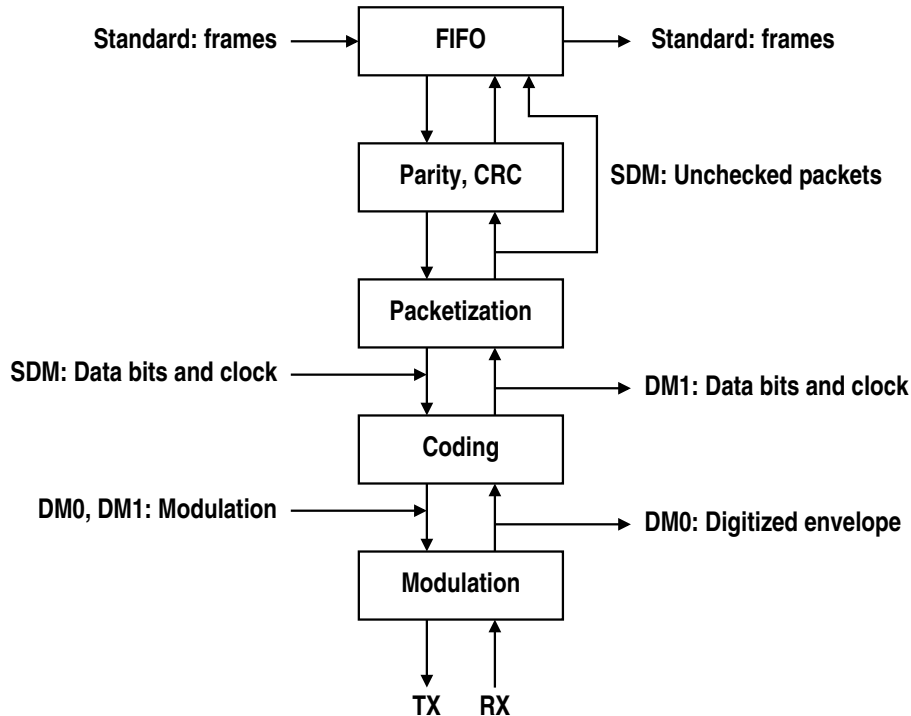 Standard: frames
FIFO
Standard: frames
Parity, CRC
SDM: Unchecked packets
Packetization
SDM: Data bits and clock
DM1: Data bits and clock
Coding
DM0, DM1: Modulation
DM0: Digitized envelope
Modulation
TX
RX